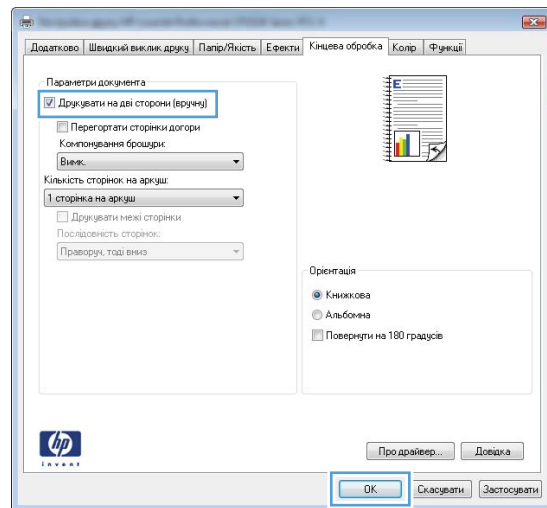 Додатково Швидкий виклик друку Папір/Якість Ефекти Кінцева обробка Колір Функції
Параметри документа
Друкувати на дві сторони (вручну)
Перегортати сторінки догори
Компонування брошури:
Вимк.
Кількість сторінок на аркуш:
1 сторінка на аркуш
Друкувати межі сторінки
Послідовність сторінок:
Праворуч, тоді вниз
E
Орієнтація
Книжкова
Альбомна
Повернути на 180 градусів
hp
invent
Про драйвер... Довідка
OK Скасувати Застосувати